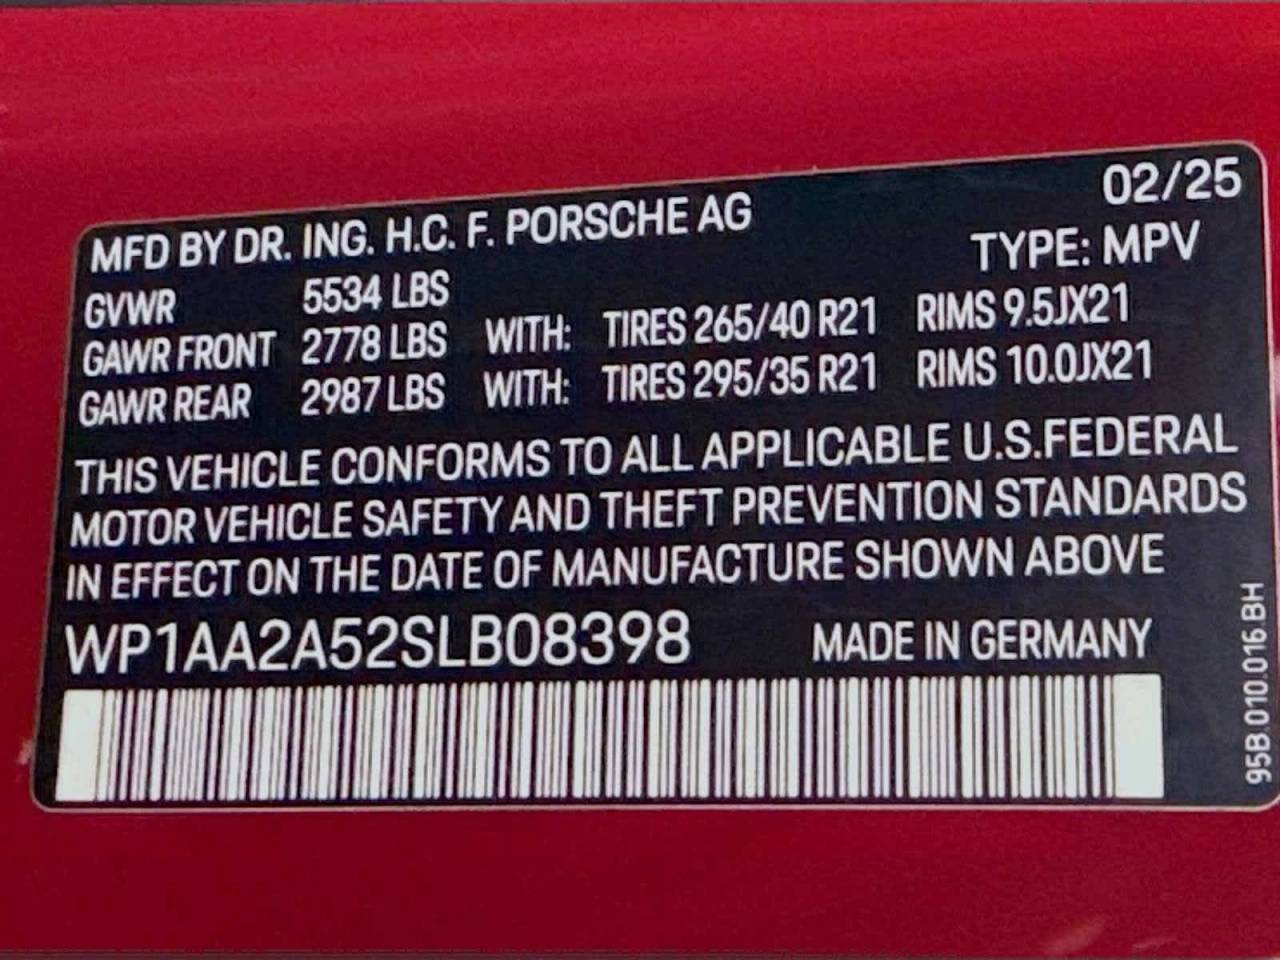 02/25
MFD BY DR. ING. H.C. F. PORSCHE AG
TYPE: MPV
GVWR 5534 LBS
GAWR FRONT 2778 LBS WITH: TIRES 265/40 R21 RIMS 9.5JX21
GAWR REAR 2987 LBS WITH: TIRES 295/35 R21 RIMS 10.0JX21
THIS VEHICLE CONFORMS TO ALL APPLICABLE U.S.FEDERAL
MOTOR VEHICLE SAFETY AND THEFT PREVENTION STANDARDS
IN EFFECT ON THE DATE OF MANUFACTURE SHOWN ABOVE
WP1AA2A52SLB08398 MADE IN GERMANY
95B.010.016.BH